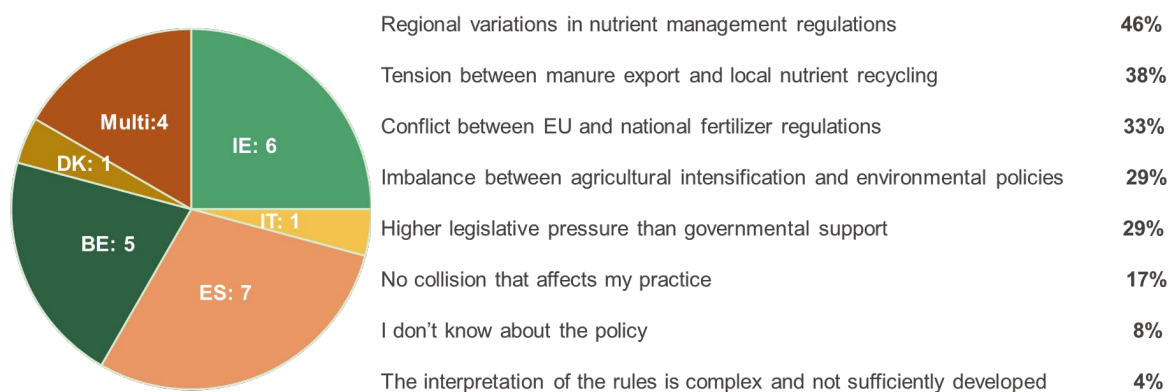 IE: 6
IT: 1
ES: 7
BE: 5
DK: 1
Multi:4
Regional variations in nutrient management regulations 46%
Tension between manure export and local nutrient recycling 38%
Conflict between EU and national fertilizer regulations 33%
Imbalance between agricultural intensification and environmental policies 29%
Higher legislative pressure than governmental support 29%
No collision that affects my practice 17%
I don’t know about the policy 8%
The interpretation of the rules is complex and not sufficiently developed 4%